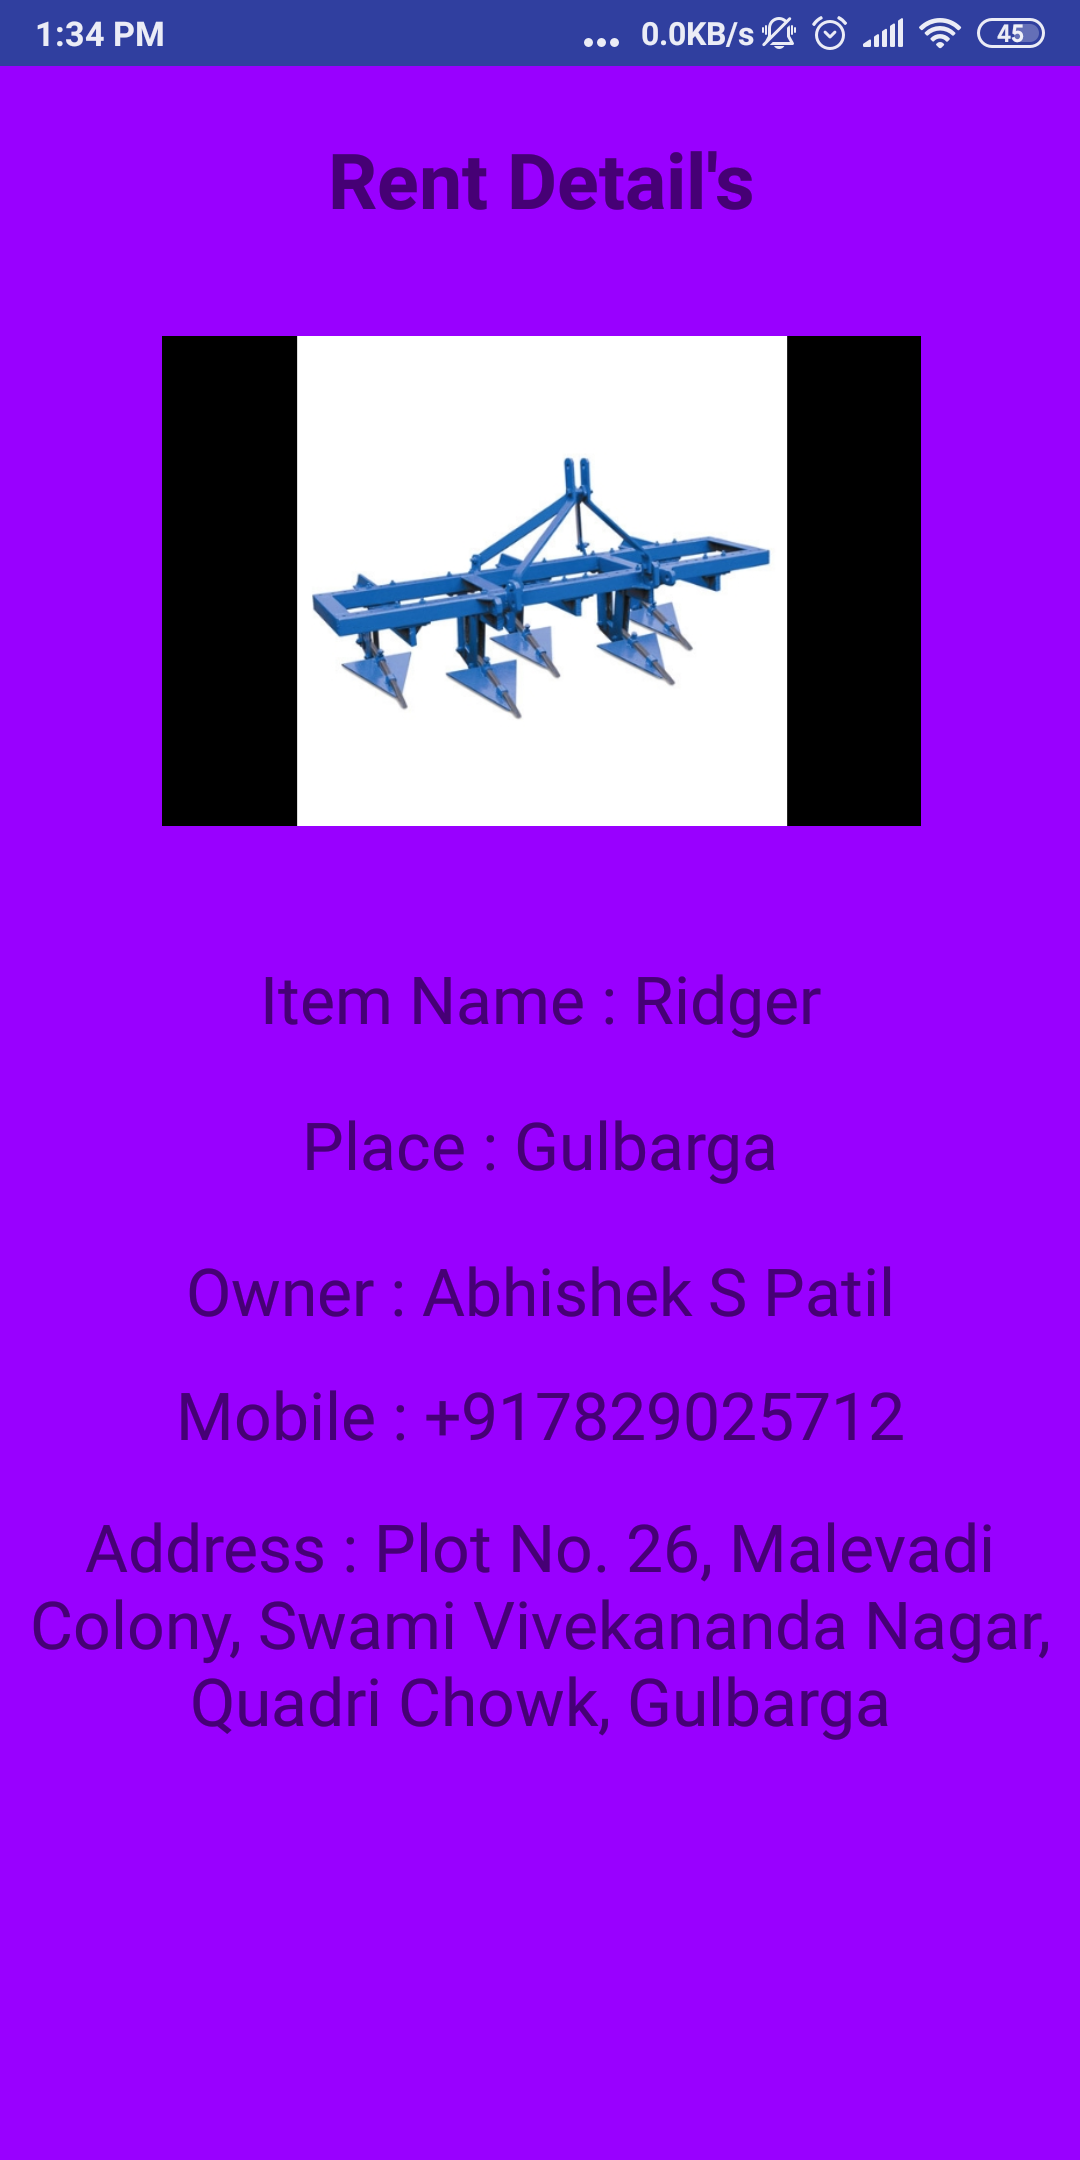 1:34 PM
... 0.0KB/s 45
Rent Detail's
Item Name : Ridger
Place : Gulbarga
Owner : Abhishek S Patil
Mobile : +917829025712
Address : Plot No. 26, Malevadi
Colony, Swami Vivekananda Nagar,
Quadri Chowk, Gulbarga